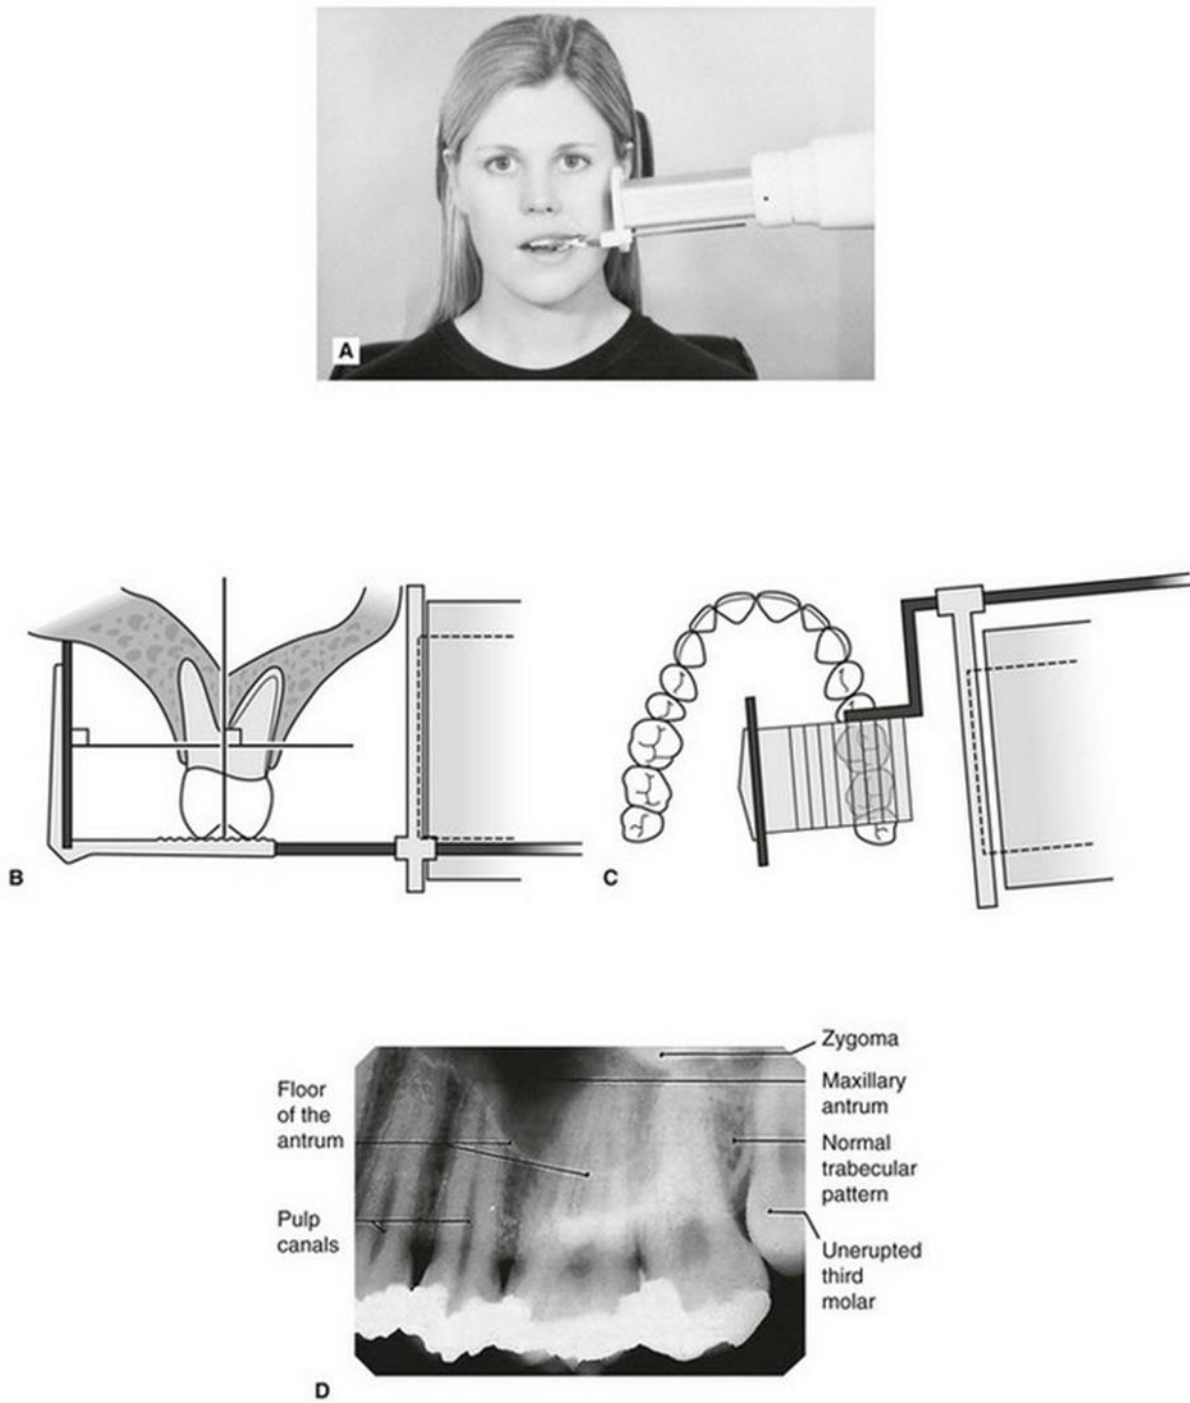 A
B
C
Floor
of the
antrum
Pulp
canals
Zygoma
Maxillary
antrum
Normal
trabecular
pattern
Unerupted
third
molar
D